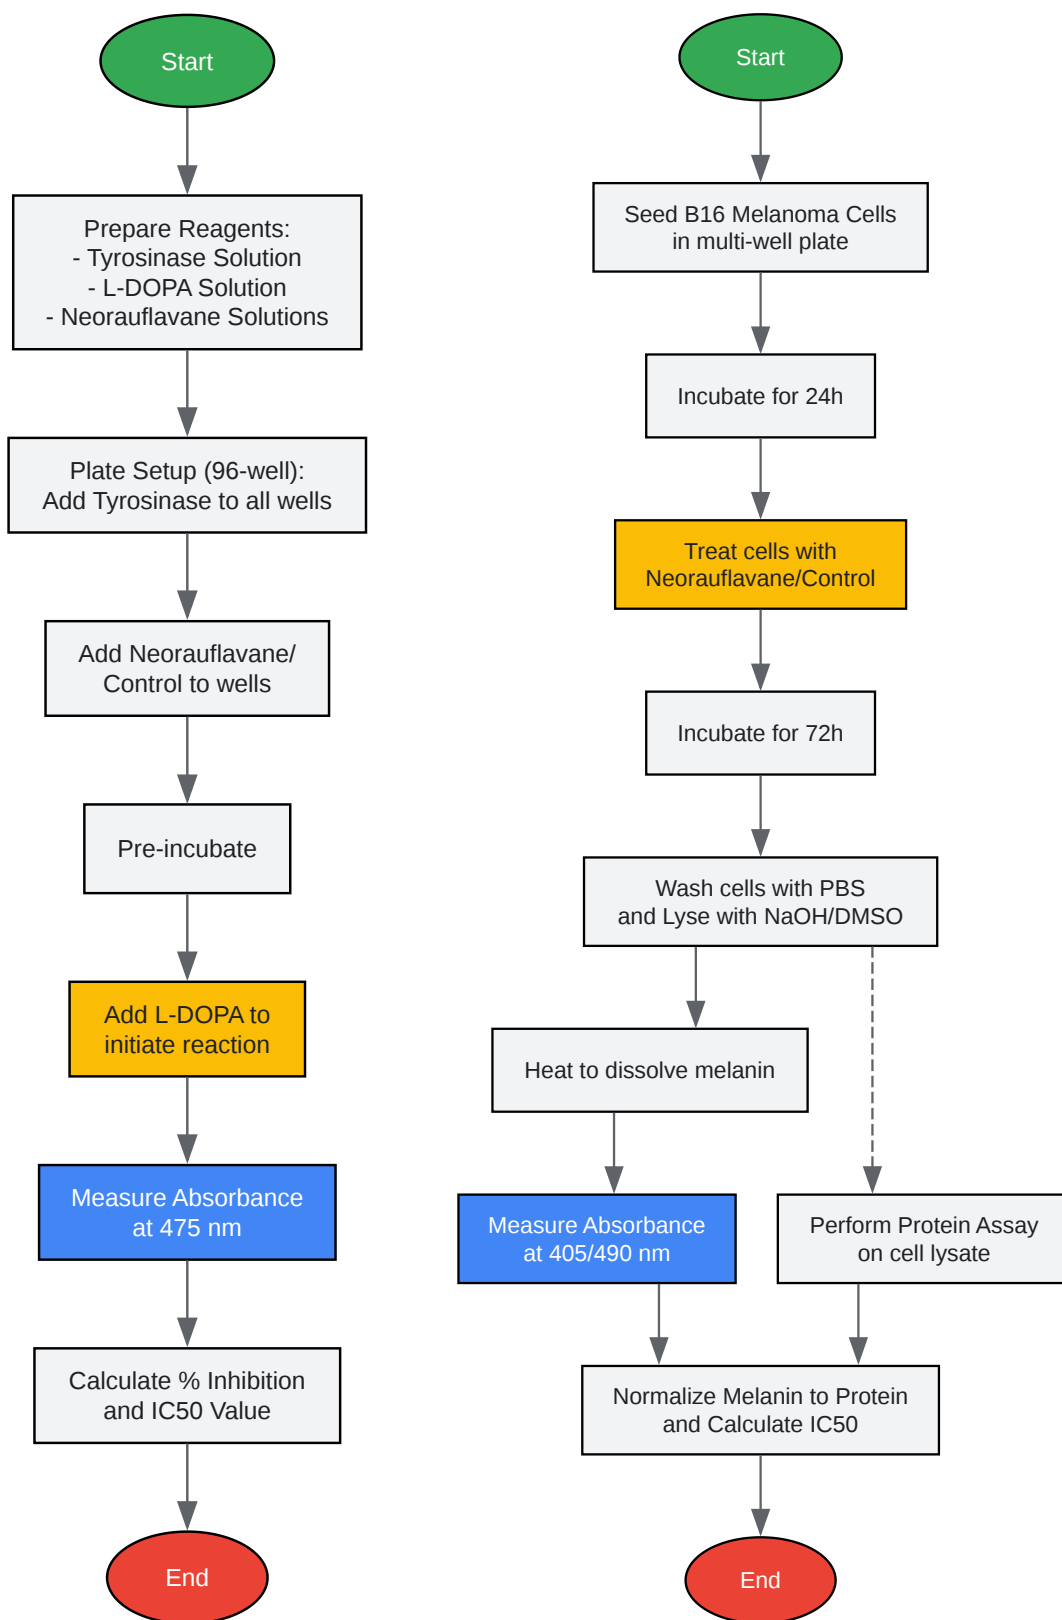 Start
Prepare Reagents:
- Tyrosinase Solution
- L-DOPA Solution
- Neorauflavane Solutions
Plate Setup (96-well):
Add Tyrosinase to all wells
Add Neorauflavane/
Control to wells
Pre-incubate
Add L-DOPA to
initiate reaction
Measure Absorbance
at 475 nm
Calculate % Inhibition
and IC50 Value
End
Start
Seed B16 Melanoma Cells
in multi-well plate
Incubate for 24h
Treat cells with
Neorauflavane/Control
Incubate for 72h
Wash cells with PBS
and Lyse with NaOH/DMSO
Heat to dissolve melanin
Measure Absorbance
at 405/490 nm
Perform Protein Assay
on cell lysate
Normalize Melanin to Protein
and Calculate IC50
End